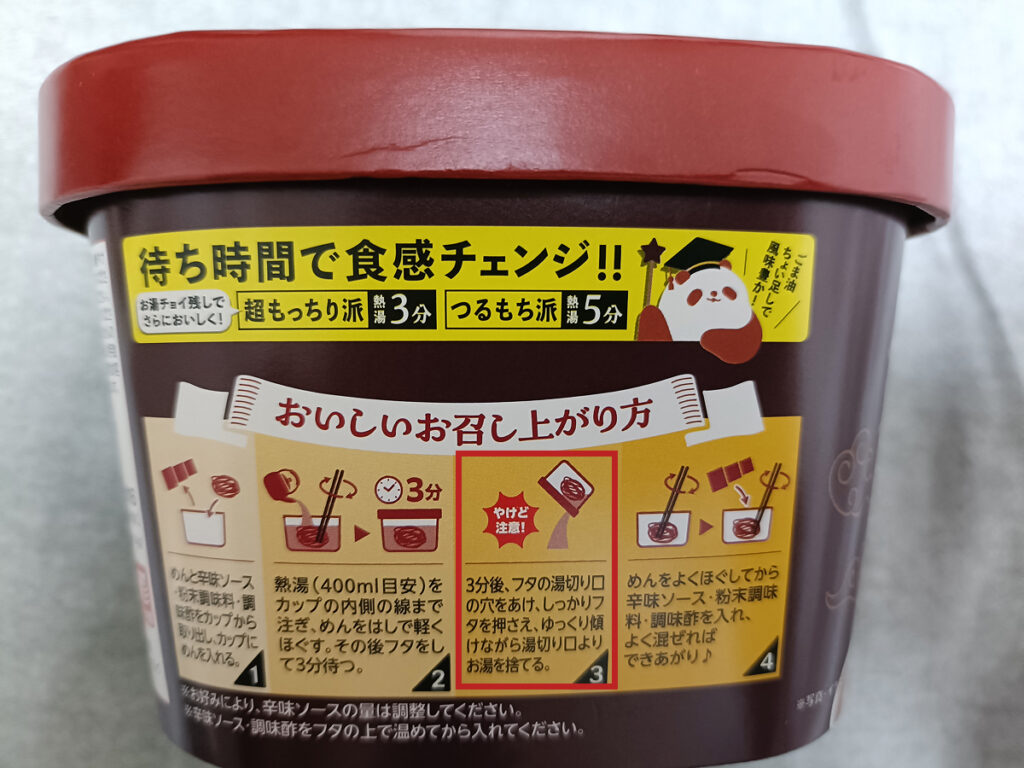 待ち時間で食感チェンジ!!
お湯チョイ残しで
さらにおいしく!
超もっちり派 熱湯3分
つるもち派 熱湯5分
ごま油
ちょい足しで
風味豊か!
おいしいお召し上がり方
めんと辛味ソース
・粉末調味料・調
味酢をカップから
取り出し、カップに
めんを入れる。
1
3分
熱湯(400ml目安)を
カップの内側の線まで
注ぎ、めんをはしで軽く
ほぐす。その後フタをし
て3分待つ。
2
やけど
注意!
3分後、フタの湯切り口
の穴をあけ、しっかりフ
タを押さえ、ゆっくり傾
けながら湯切り口より
お湯を捨てる。
3
めんをよくほぐしてから
辛味ソース・粉末調味
料・調味酢を入れ、
よく混ぜれば
できあがり♪
4
※お好みにより、辛味ソースの量は調整してください。
※辛味ソース・調味酢をフタの上で温めてから入れてください。
※写真・イ